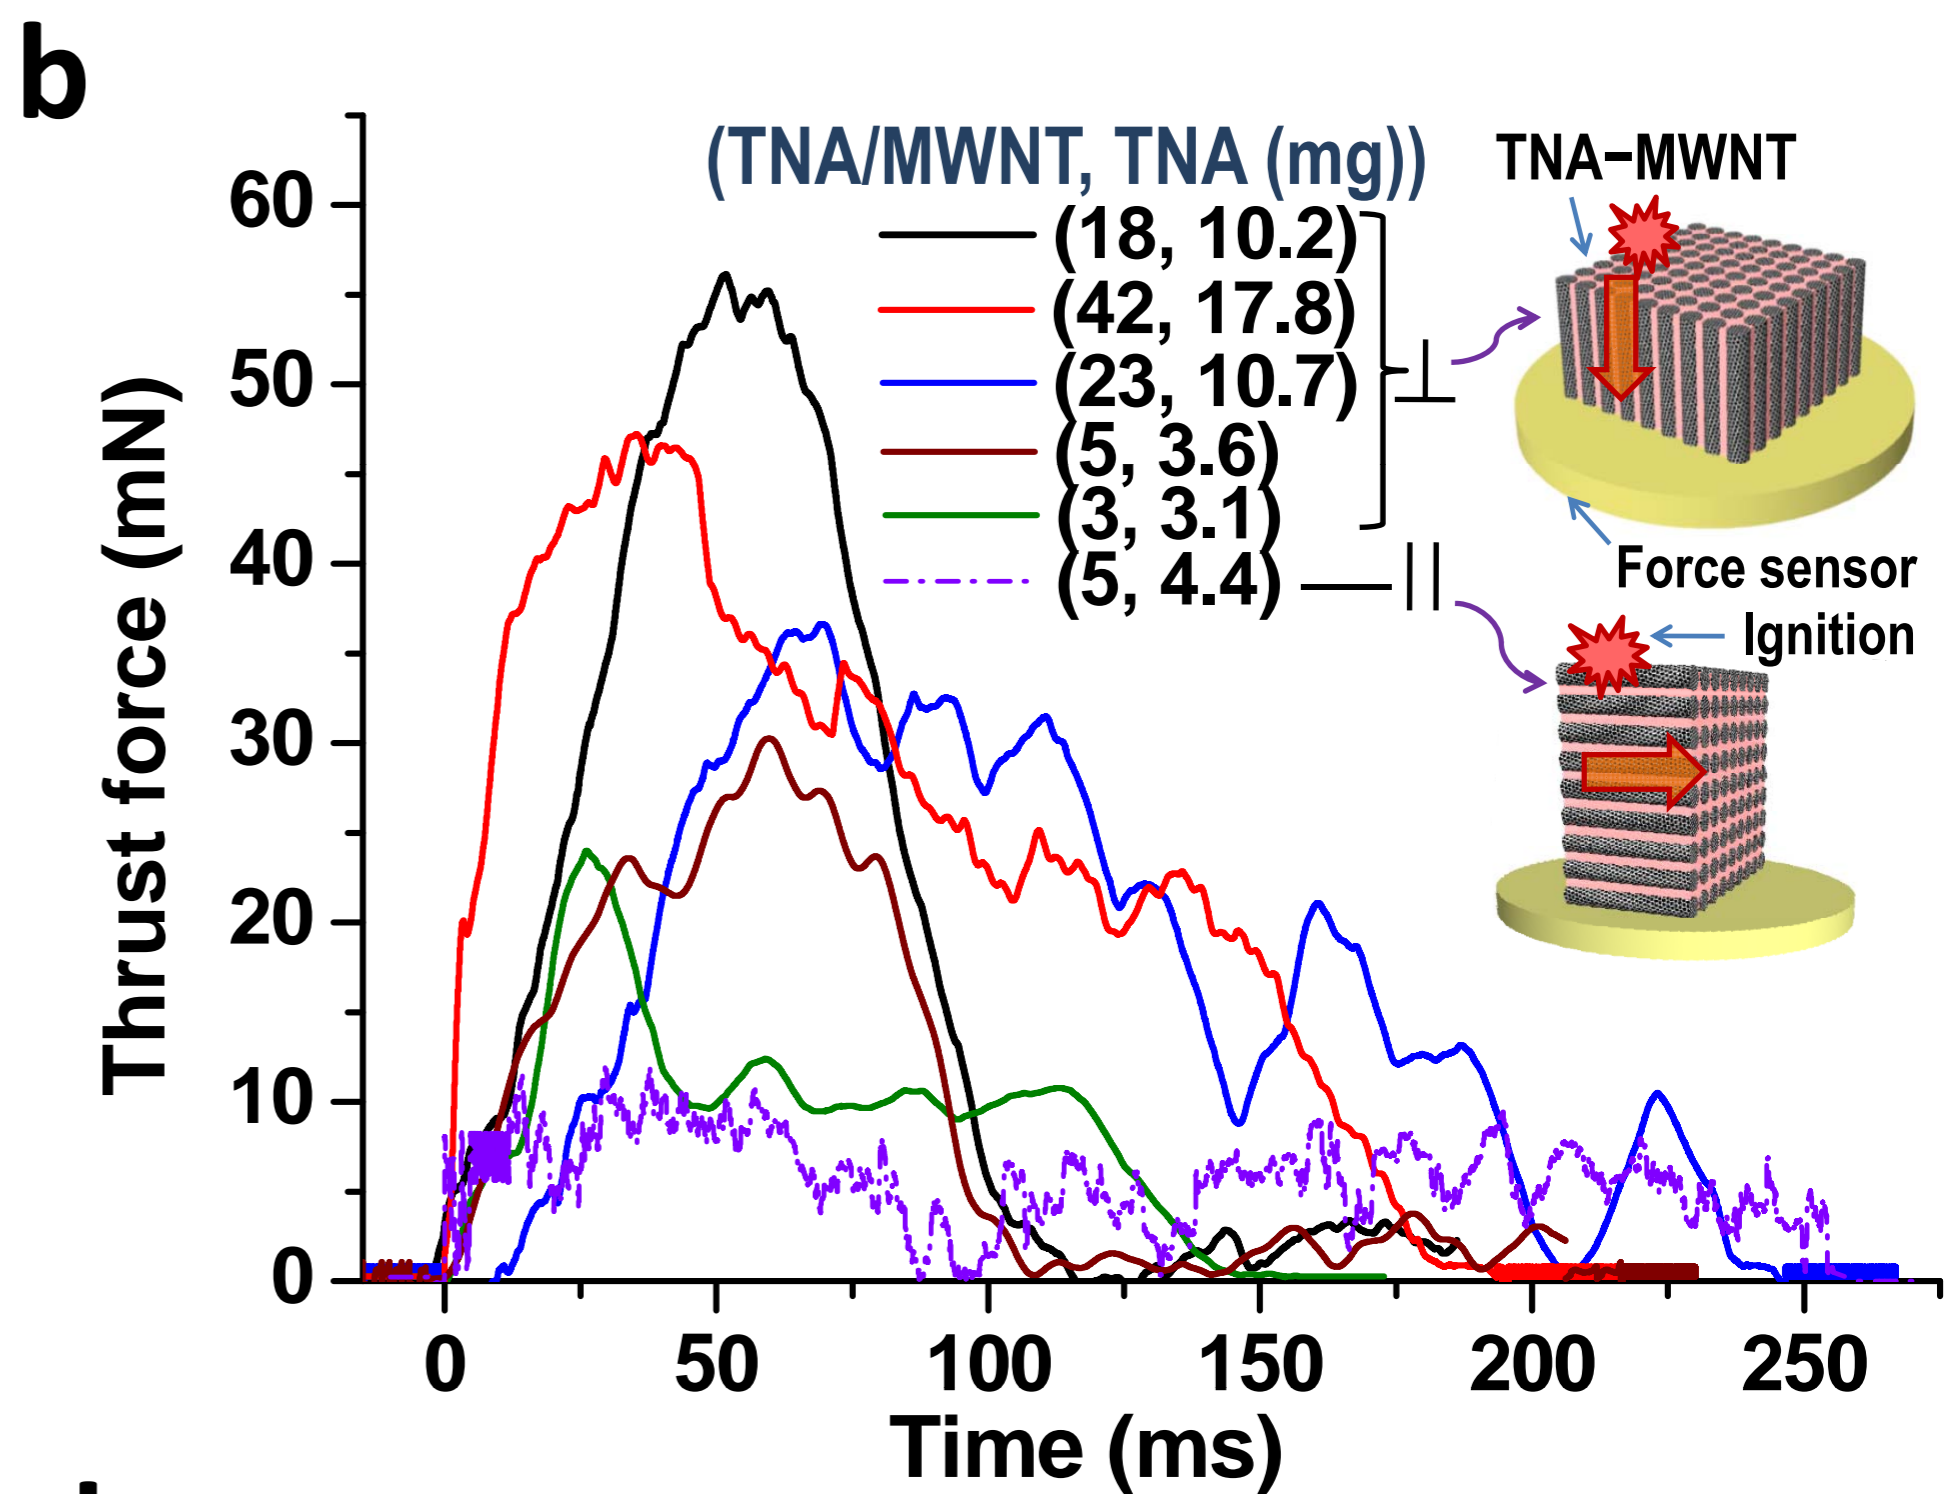 b
(TNA/MWNT, TNA (mg))
(18, 10.2)
(42, 17.8)
(23, 10.7)
(5, 3.6)
(3, 3.1)
(5, 4.4)
⊥
||
TNA−MWNT
Force sensor
Ignition
Thrust force (mN)
60
50
40
30
20
10
0
0 50 100 150 200 250
Time (ms)